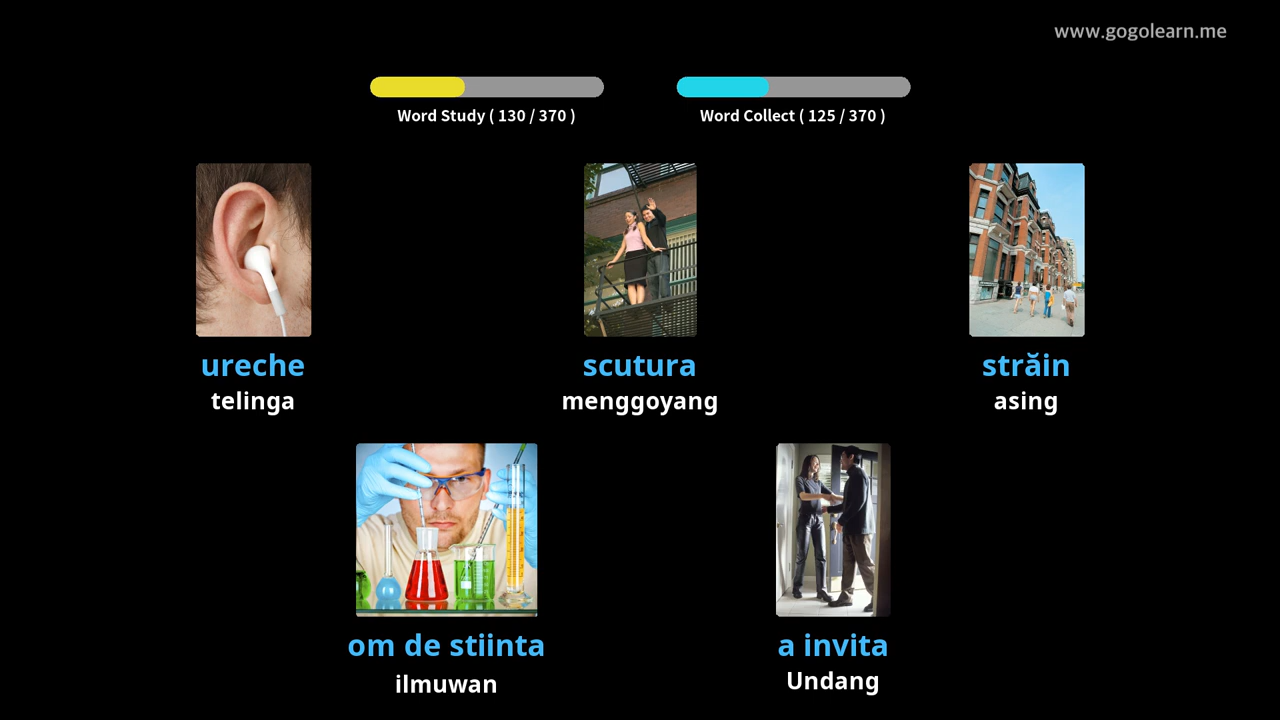 www.gogolearn.me
Word Study ( 130 / 370 )
Word Collect ( 125 / 370 )
ureche
telinga
scutura
menggoyang
străin
asing
om de stiinta
ilmuwan
a invita
Undang